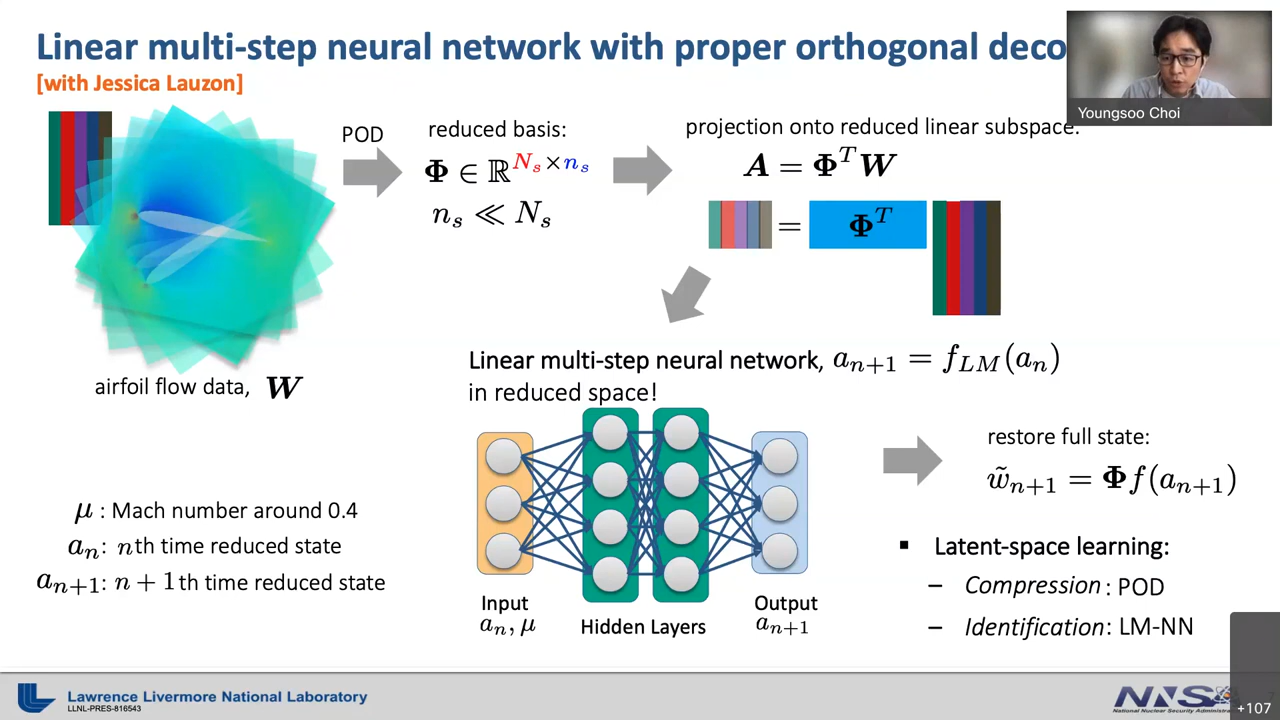 Linear multi-step neural network with proper orthogonal deco
[with Jessica Lauzon]
Youngsoo Choi
POD
reduced basis:
Φ ∈ ℝ^{N_s×n_s}
n_s ≪ N_s
projection onto reduced linear subspace:
A = Φ^T W
= Φ^T
airfoil flow data, W
Linear multi-step neural network, a_{n+1} = f_{LM}(a_n)
in reduced space!
restore full state:
w̃_{n+1} = Φf(a_{n+1})
μ : Mach number around 0.4
a_n: nth time reduced state
a_{n+1}: n + 1th time reduced state
Input
a_n, μ
Hidden Layers
Output
a_{n+1}
▪ Latent-space learning:
– Compression: POD
– Identification: LM-NN
Lawrence Livermore National Laboratory
LLNL-PRES-816543
National Nuclear Security
+107